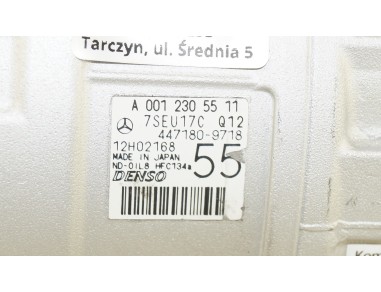 Tarczyn, ul. Średnia 5
A 001 230 55 11
7SEU17C Q12
447180-9718
12H02168
MADE IN JAPAN
ND-OIL8 HFC134a
55
DENSO